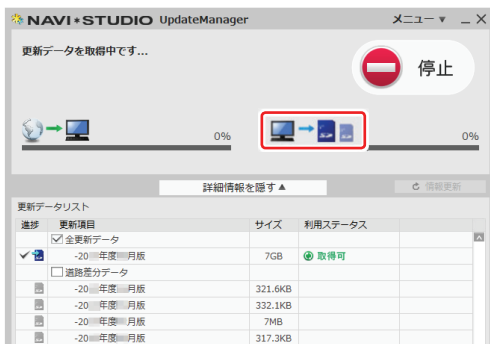 NAVI*STUDIO UpdateManager メニュー ▼ _ ×
更新データを取得中です...
停止
0% 0%
詳細情報を隠す▲ 情報更新
更新データリスト
進捗 更新項目 サイズ 利用ステータス
全更新データ
-20 年度 月版 7GB 取得可
道路差分データ
-20 年度 月版 321.6KB
-20 年度 月版 332.1KB
-20 年度 月版 7MB
-20 年度 月版 317.3KB